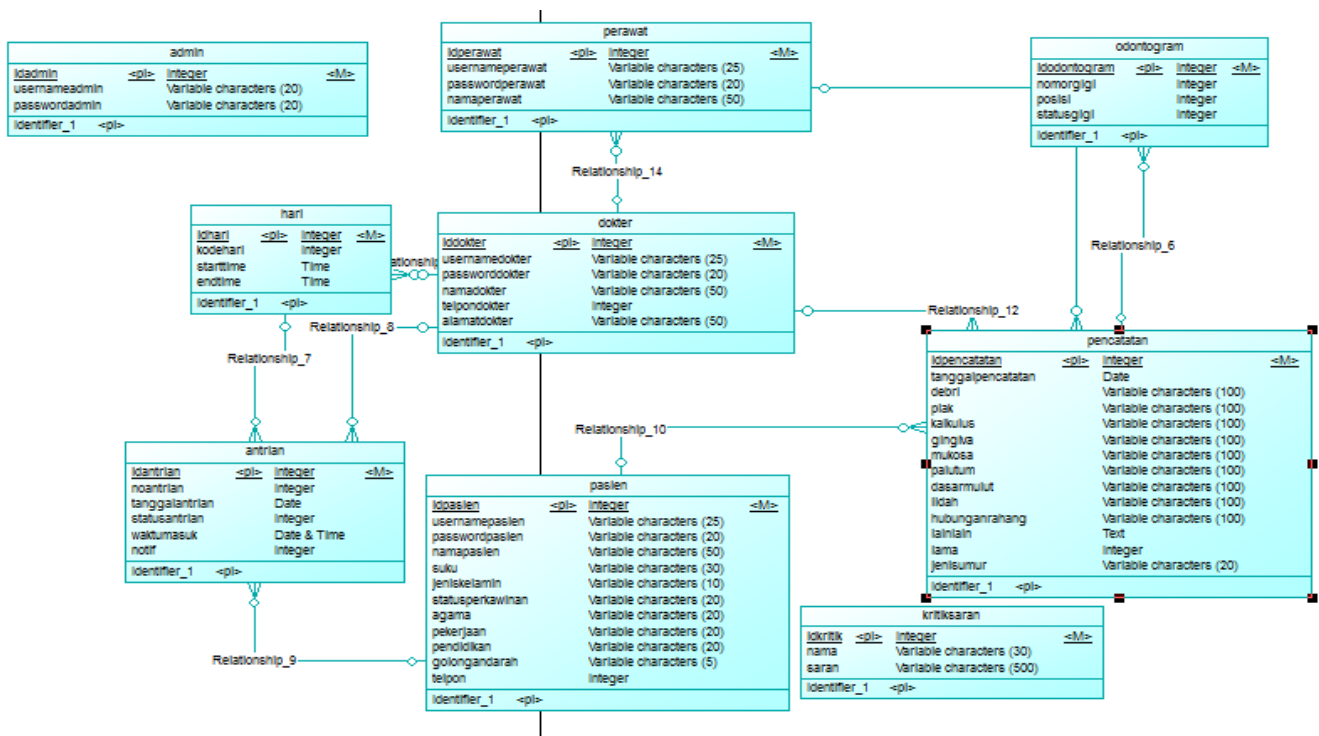 admin
idadmin <pi> Integer <M>
usernameadmin Variable characters (20)
passwordadmin Variable characters (20)
Identifier_1 <pi>
perawat
idperawat <pi> Integer <M>
usernameperawat Variable characters (25)
passwordperawat Variable characters (20)
namaperawat Variable characters (50)
Identifier_1 <pi>
odontogram
idodontogram <pi> Integer <M>
nomorgigi Integer
posisi Integer
statusgigi Integer
Identifier_1 <pi>
Relationship_14
hari
idhari <pi> Integer <M>
kodehari Integer
starttime Time
endtime Time
Identifier_1 <pi>
ationship
dokter
iddokter <pi> Integer <M>
usernamedokter Variable characters (25)
passworddokter Variable characters (20)
namadokter Variable characters (50)
telpondokter Integer
alamatdokter Variable characters (50)
Identifier_1 <pi>
Relationship_6
Relationship_12
Relationship_8
Relationship_7
pencatatan
idpencatatan <pi> Integer <M>
tanggalpencatatan Date
debri Variable characters (100)
plak Variable characters (100)
kalkulus Variable characters (100)
gingiva Variable characters (100)
mukosa Variable characters (100)
palutum Variable characters (100)
dasarmulut Variable characters (100)
lidah Variable characters (100)
hubunganrahang Variable characters (100)
lainlain Text
lama Integer
jenisumur Variable characters (20)
Identifier_1 <pi>
Relationship_10
antrian
idantrian <pi> Integer <M>
noantrian Integer
tanggalantrian Date
statusantrian Integer
waktumasuk Date & Time
notif Integer
Identifier_1 <pi>
pasien
idpasien <pi> Integer <M>
usernamepasien Variable characters (25)
passwordpasien Variable characters (20)
namapasien Variable characters (50)
suku Variable characters (30)
jeniskelamin Variable characters (10)
statusperkawinan Variable characters (20)
agama Variable characters (20)
pekerjaan Variable characters (20)
pendidikan Variable characters (20)
golongandarah Variable characters (5)
telpon Integer
Identifier_1 <pi>
Relationship_9
kritiksaran
idkritik <pi> Integer <M>
nama Variable characters (30)
saran Variable characters (500)
Identifier_1 <pi>